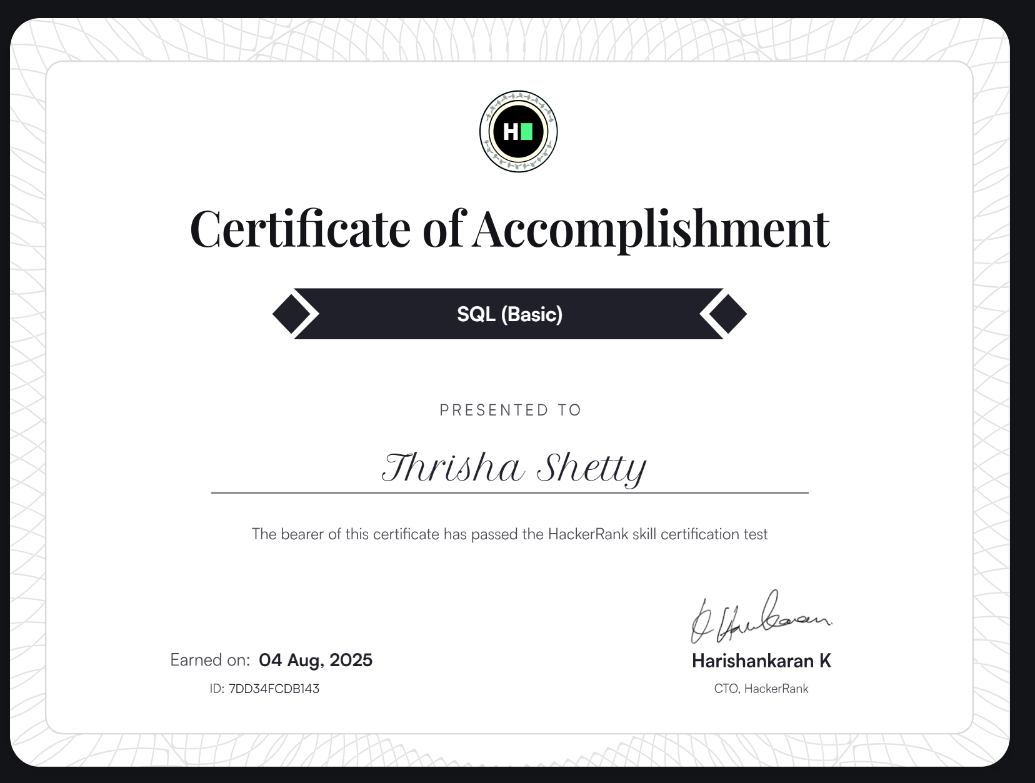 H
Certificate of Accomplishment
SQL (Basic)
PRESENTED TO
Thrisha Shetty
The bearer of this certificate has passed the HackerRank skill certification test
Earned on: 04 Aug, 2025
ID: 7DD34FCDB143
Harishankaran K
CTO, HackerRank